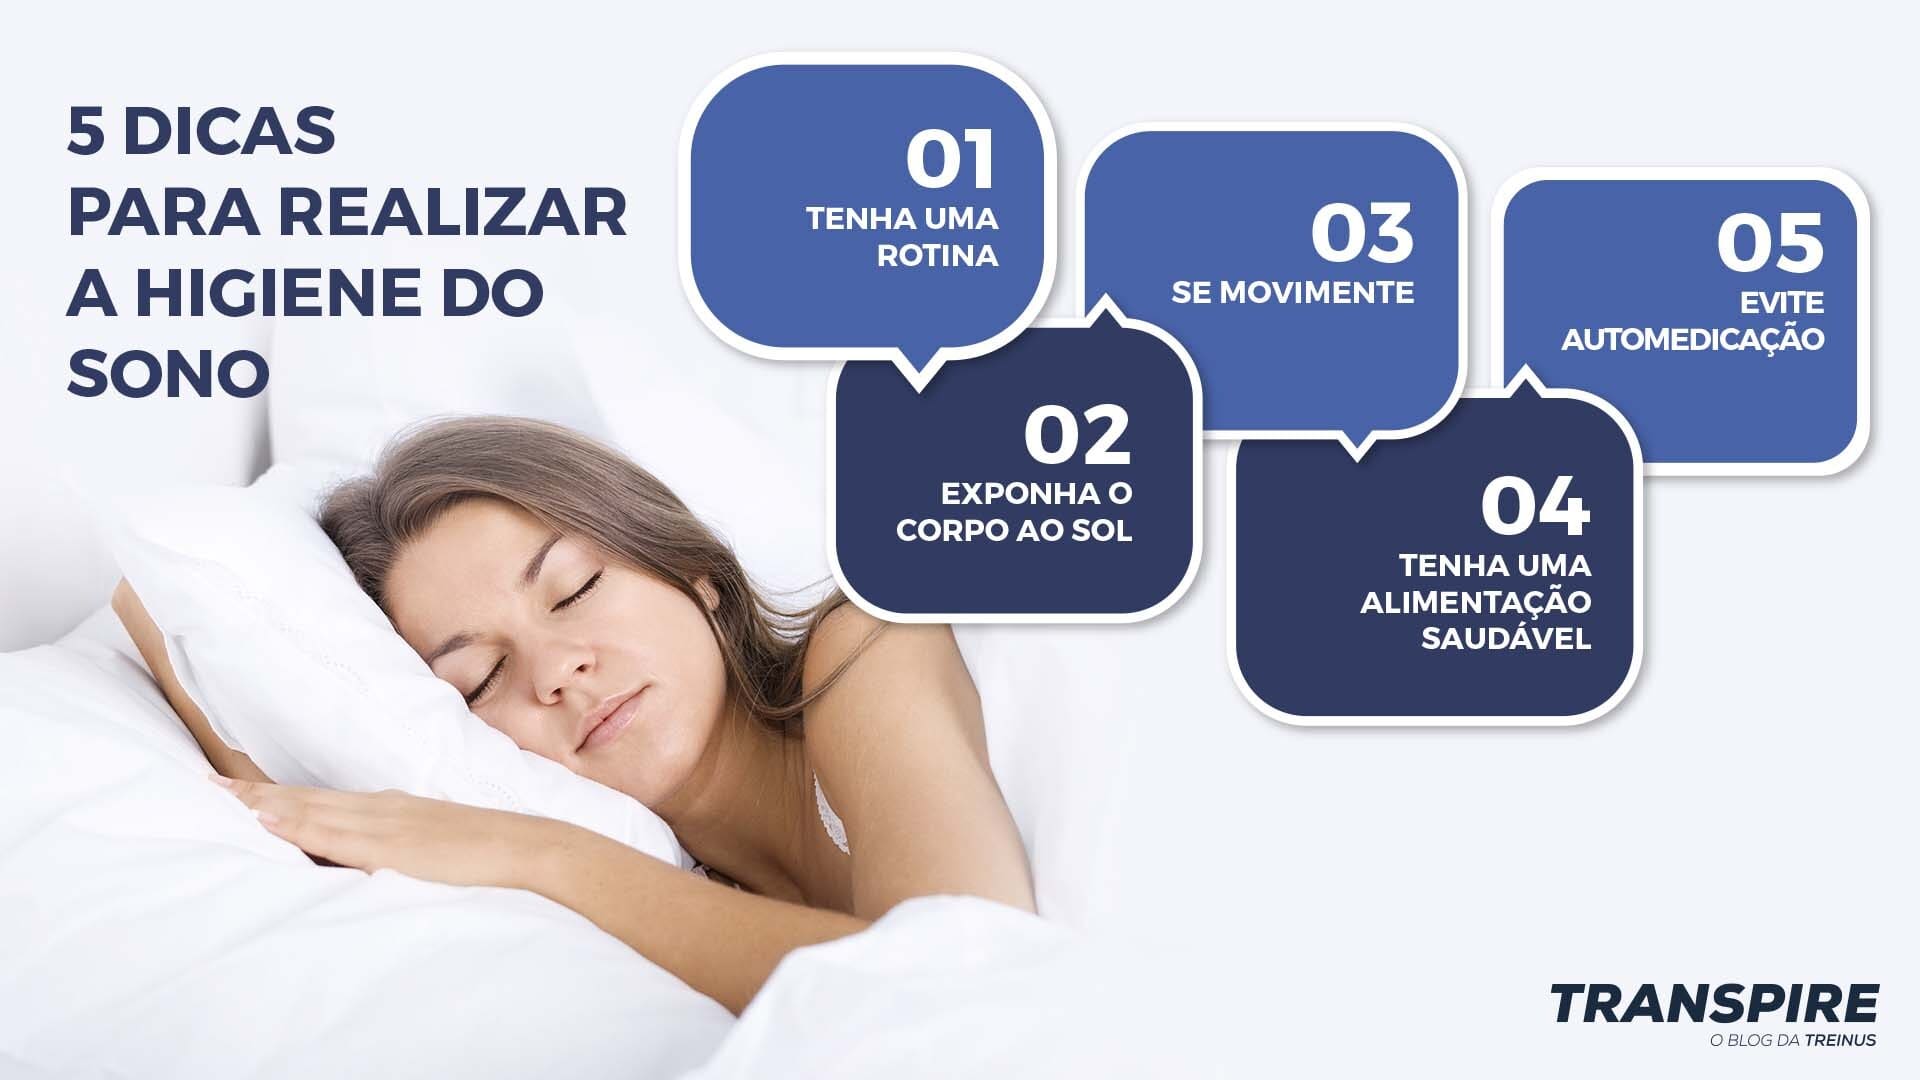 5 DICAS
PARA REALIZAR
A HIGIENE DO
SONO
01
TENHA UMA
ROTINA
02
EXPONHA O
CORPO AO SOL
03
SE MOVIMENTE
04
TENHA UMA
ALIMENTAÇÃO
SAUDÁVEL
05
EVITE
AUTOMEDICAÇÃO
TRANSPIRE
O BLOG DA TREINUS